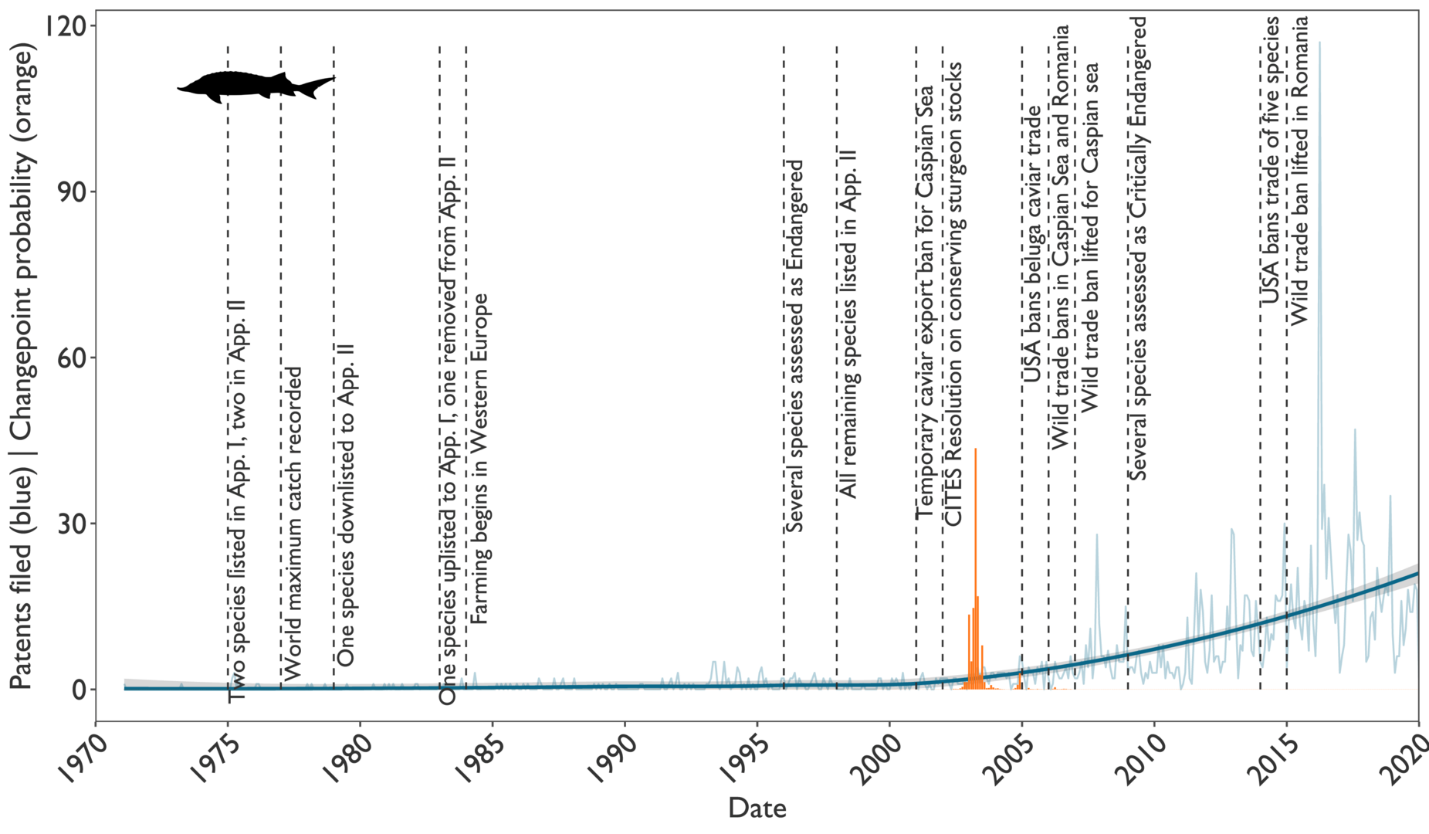 Patents filed (blue) | Changepoint probability (orange)
120
90
60
30
0
Two species listed in App. I, two in App. II
World maximum catch recorded
One species downlisted to App. II
One species uplisted to App. I, one removed from App. II
Farming begins in Western Europe
Several species assessed as Endangered
All remaining species listed in App. II
Temporary caviar export ban for Caspian Sea
CITES Resolution on conserving sturgeon stocks
USA bans beluga caviar trade
Wild trade bans in Caspian Sea and Romania
Wild trade ban lifted for Caspian sea
Several species assessed as Critically Endangered
USA bans trade of five species
Wild trade ban lifted in Romania
1970
1975
1980
1985
1990
1995
2000
2005
2010
2015
2020
Date